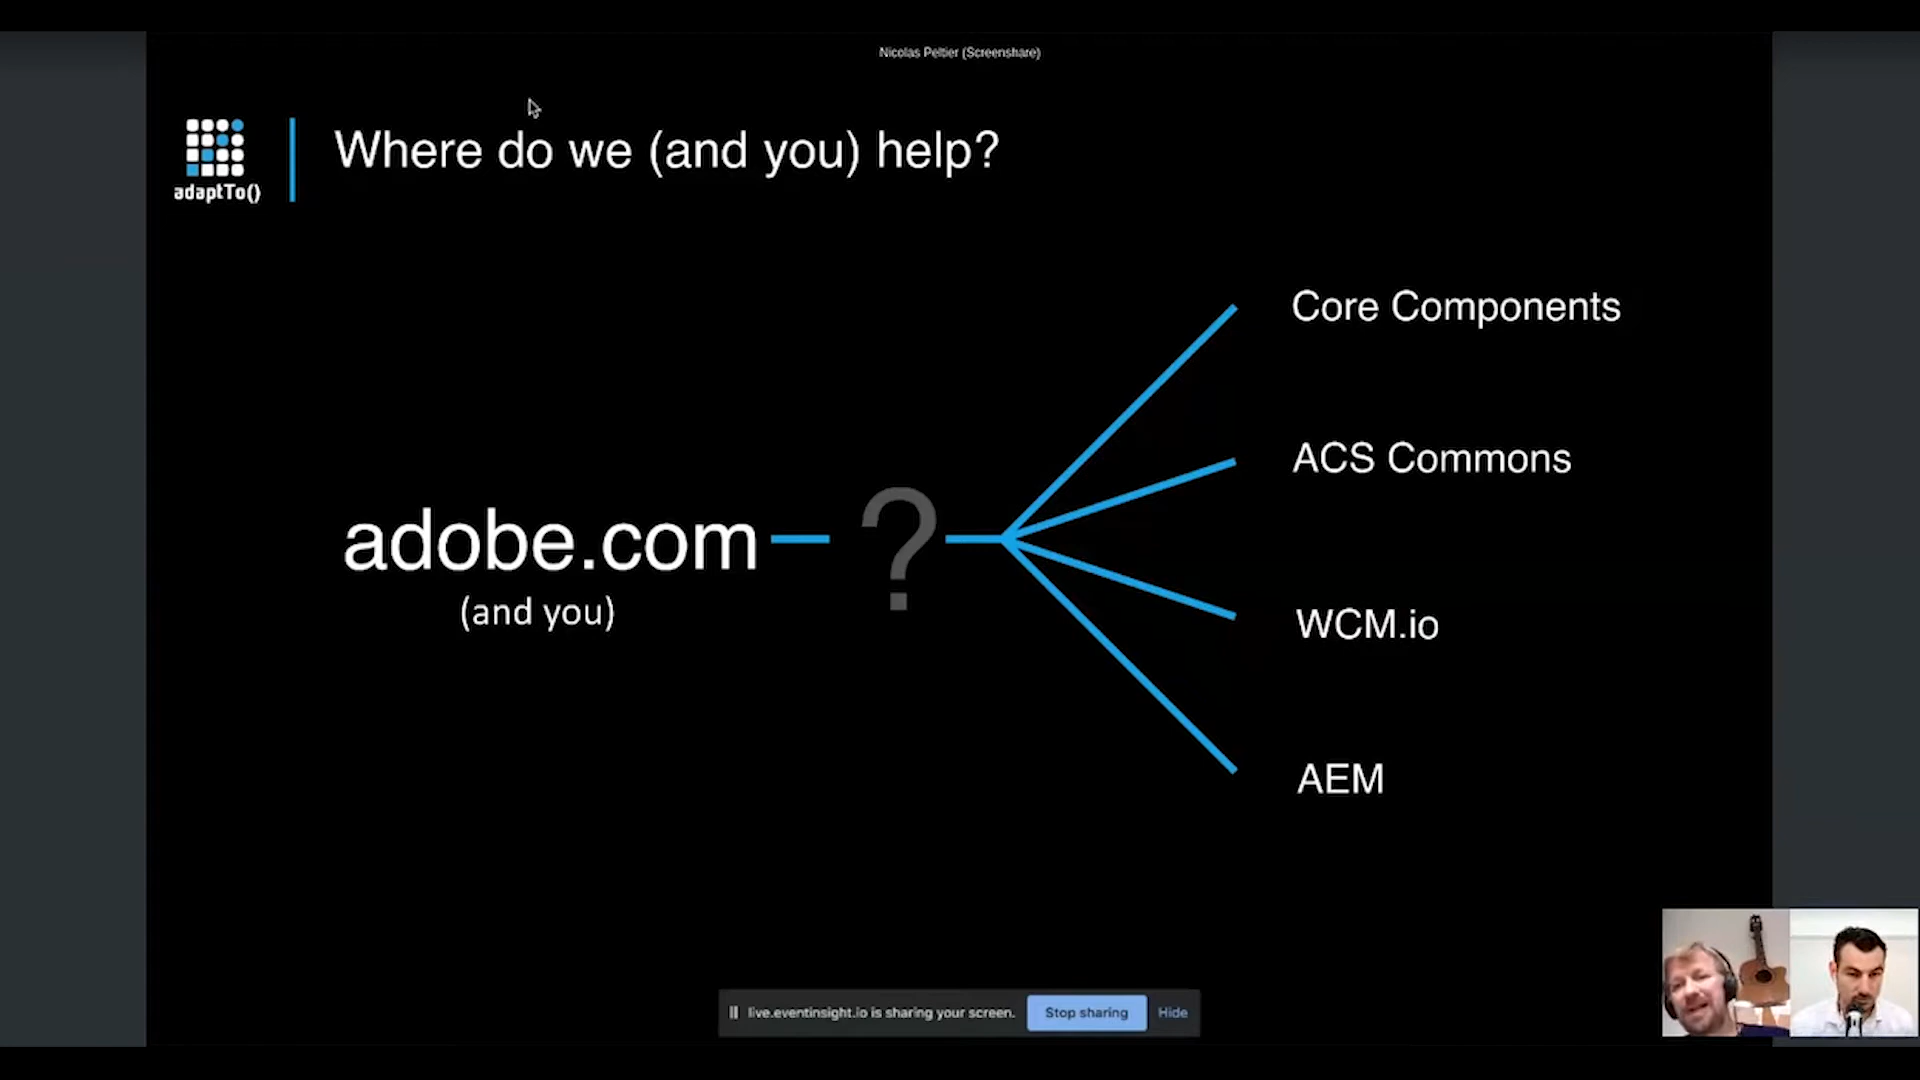 Nicolas Peltier (Screenshare)
adaptTo()
Where do we (and you) help?
Core Components
ACS Commons
adobe.com
?
(and you)
WCM.io
AEM
live.eventinsight.io is sharing your screen.
Stop sharing
Hide